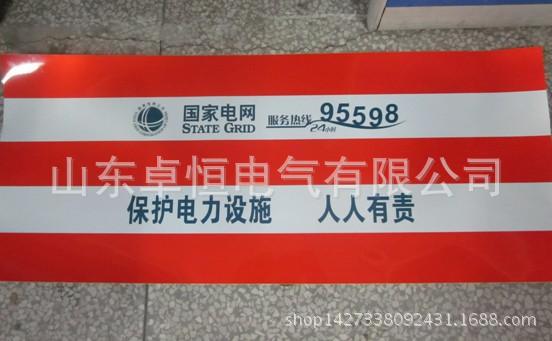 国家电网 服务热线 95598
STATE GRID 24小时
山东卓恒电气有限公司
保护电力设施 人人有责
shop1427338092431.1688.com